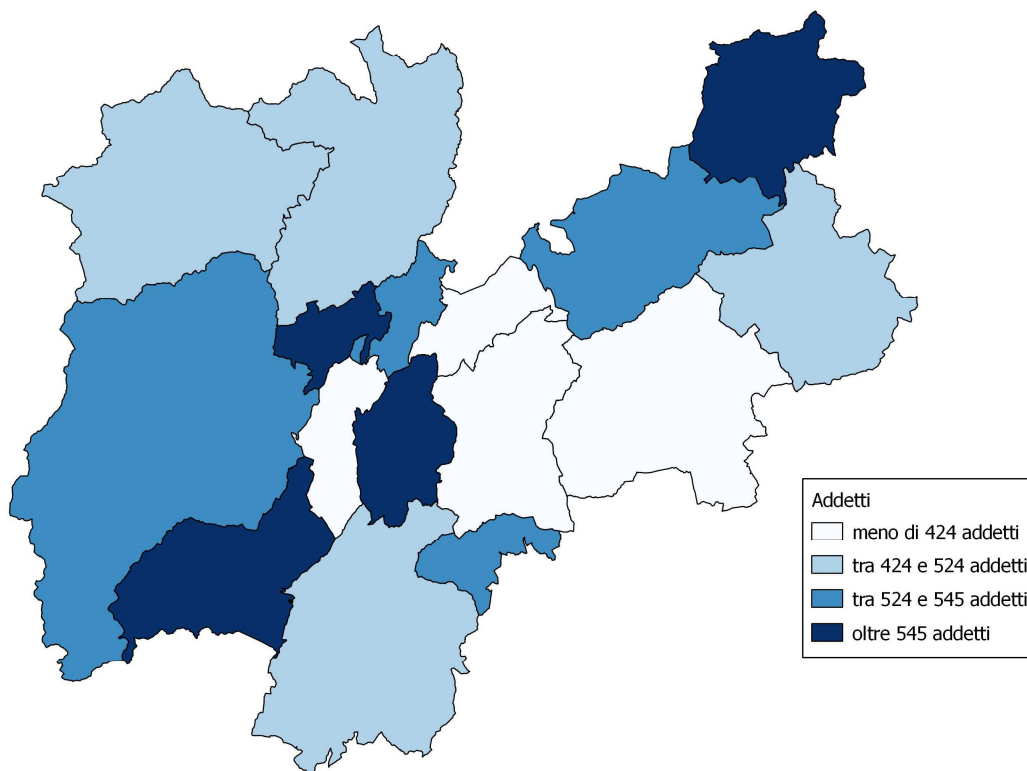 Addetti
meno di 424 addetti
tra 424 e 524 addetti
tra 524 e 545 addetti
oltre 545 addetti